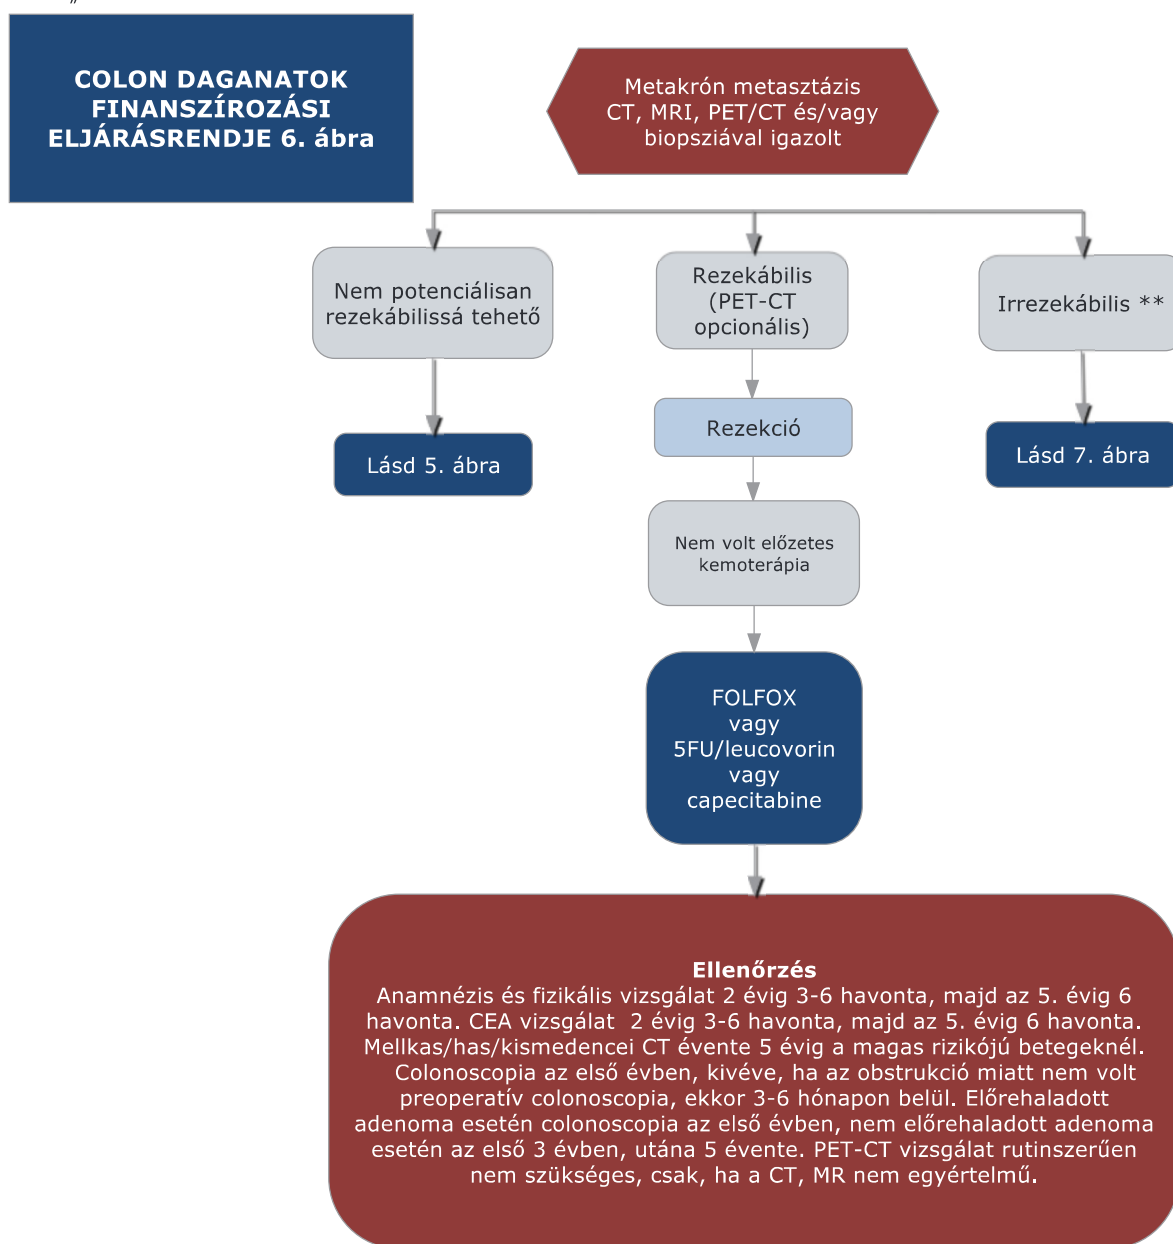 „
COLON DAGANATOK
FINANSZÍROZÁSI
ELJÁRÁSRENDJE 6. ábra
Metakrón metasztázis
CT, MRI, PET/CT és/vagy
biopsziával igazolt
Nem potenciálisan
rezekábilissá tehető
Rezekábilis
(PET-CT
opcionális)
Irrezekábilis **
Lásd 5. ábra
Rezekció
Lásd 7. ábra
Nem volt előzetes
kemoterápia
FOLFOX
vagy
5FU/leucovorin
vagy
capecitabine
Ellenőrzés
Anamnézis és fizikális vizsgálat 2 évig 3-6 havonta, majd az 5. évig 6
havonta. CEA vizsgálat 2 évig 3-6 havonta, majd az 5. évig 6 havonta.
Mellkas/has/kismedencei CT évente 5 évig a magas rizikójú betegeknél.
Colonoscopia az első évben, kivéve, ha az obstrukció miatt nem volt
preoperatív colonoscopia, ekkor 3-6 hónapon belül. Előrehaladott
adenoma esetén colonoscopia az első évben, nem előrehaladott adenoma
esetén az első 3 évben, utána 5 évente. PET-CT vizsgálat rutinszerűen
nem szükséges, csak, ha a CT, MR nem egyértelmű.